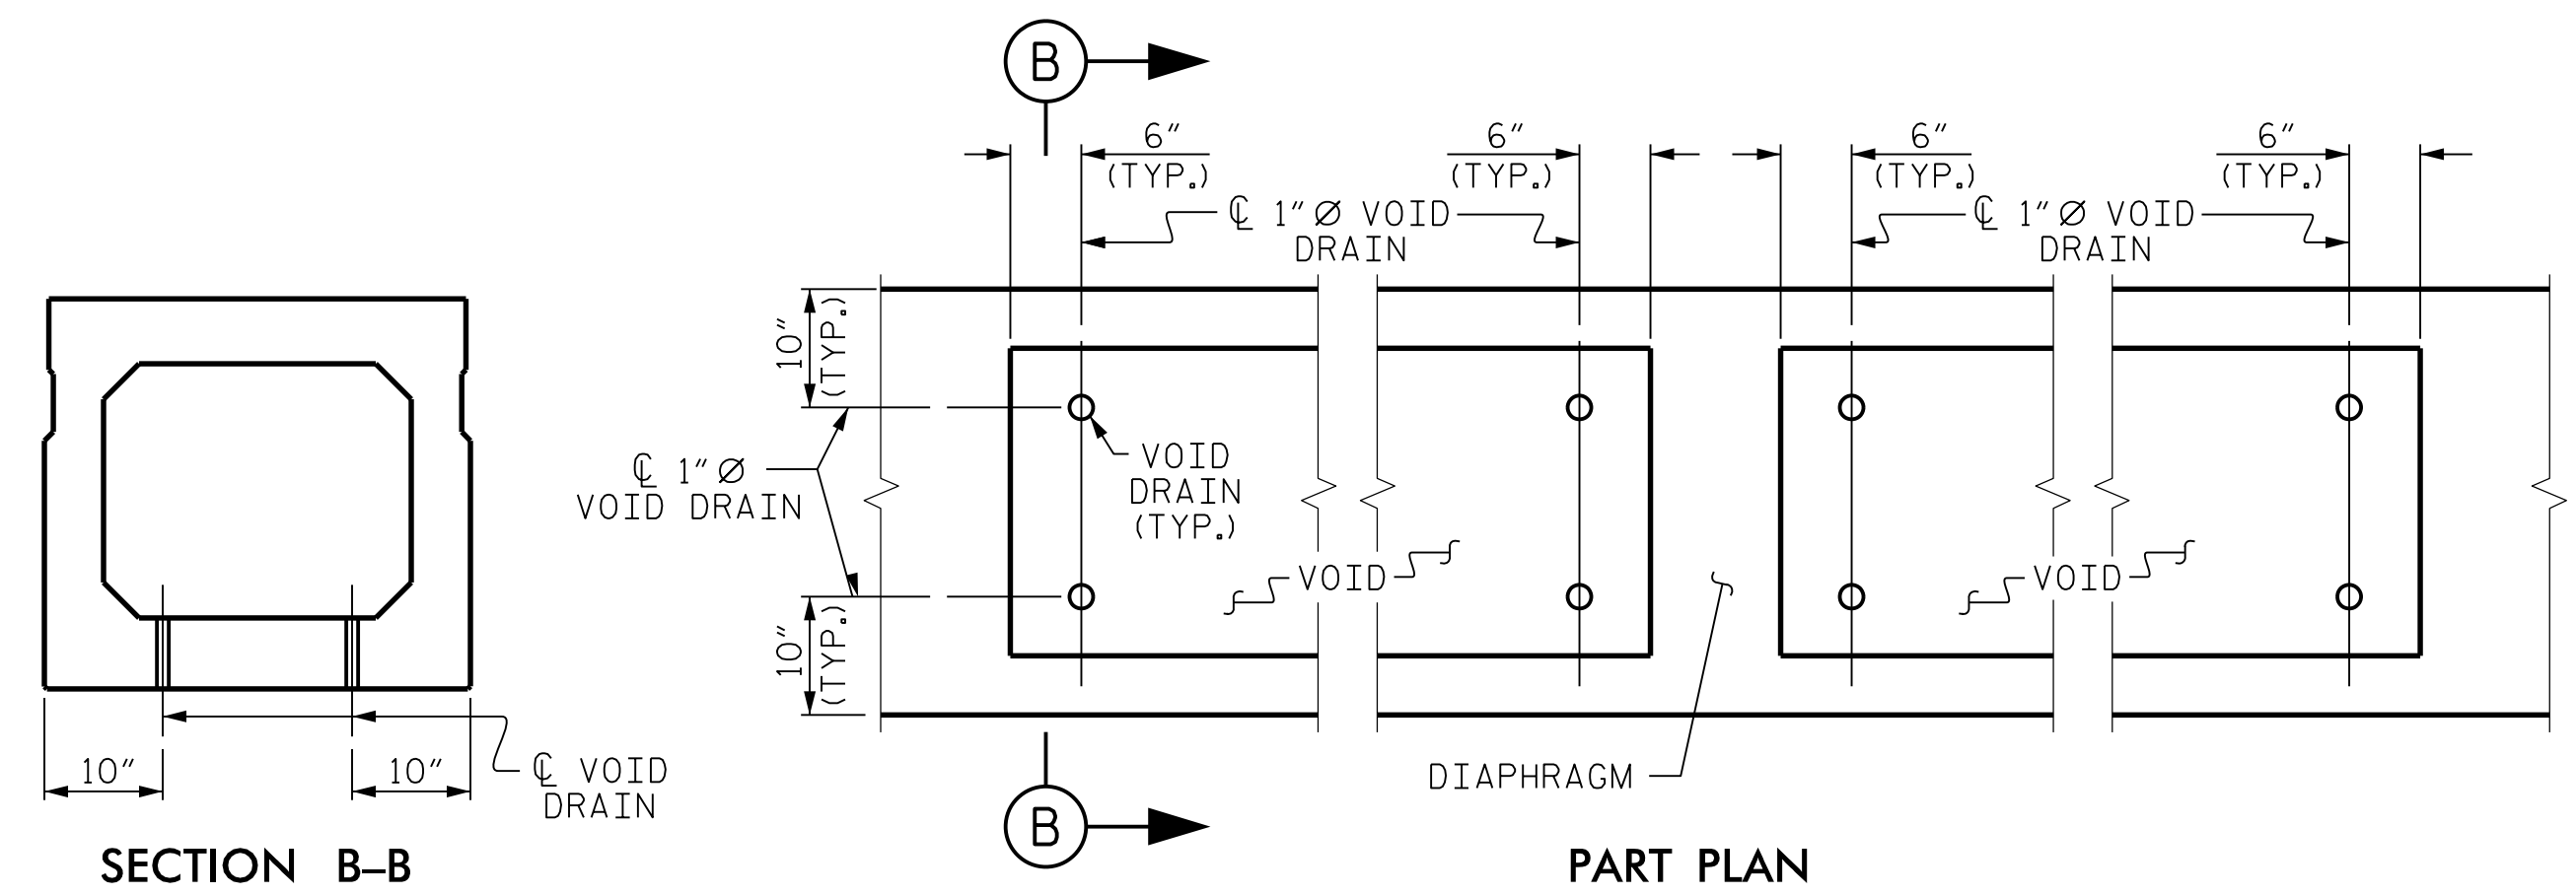 B
6" 6" 6" 6"
(TYP.) (TYP.) (TYP.) (TYP.)
℄ 1"Ø VOID
DRAIN
℄ 1"Ø VOID
DRAIN
10"
(TYP.)
℄ 1"Ø
VOID DRAIN
VOID
DRAIN
(TYP.)
VOID
VOID
10"
(TYP.)
10"
10"
℄ VOID
DRAIN
DIAPHRAGM
B
SECTION B–B
PART PLAN